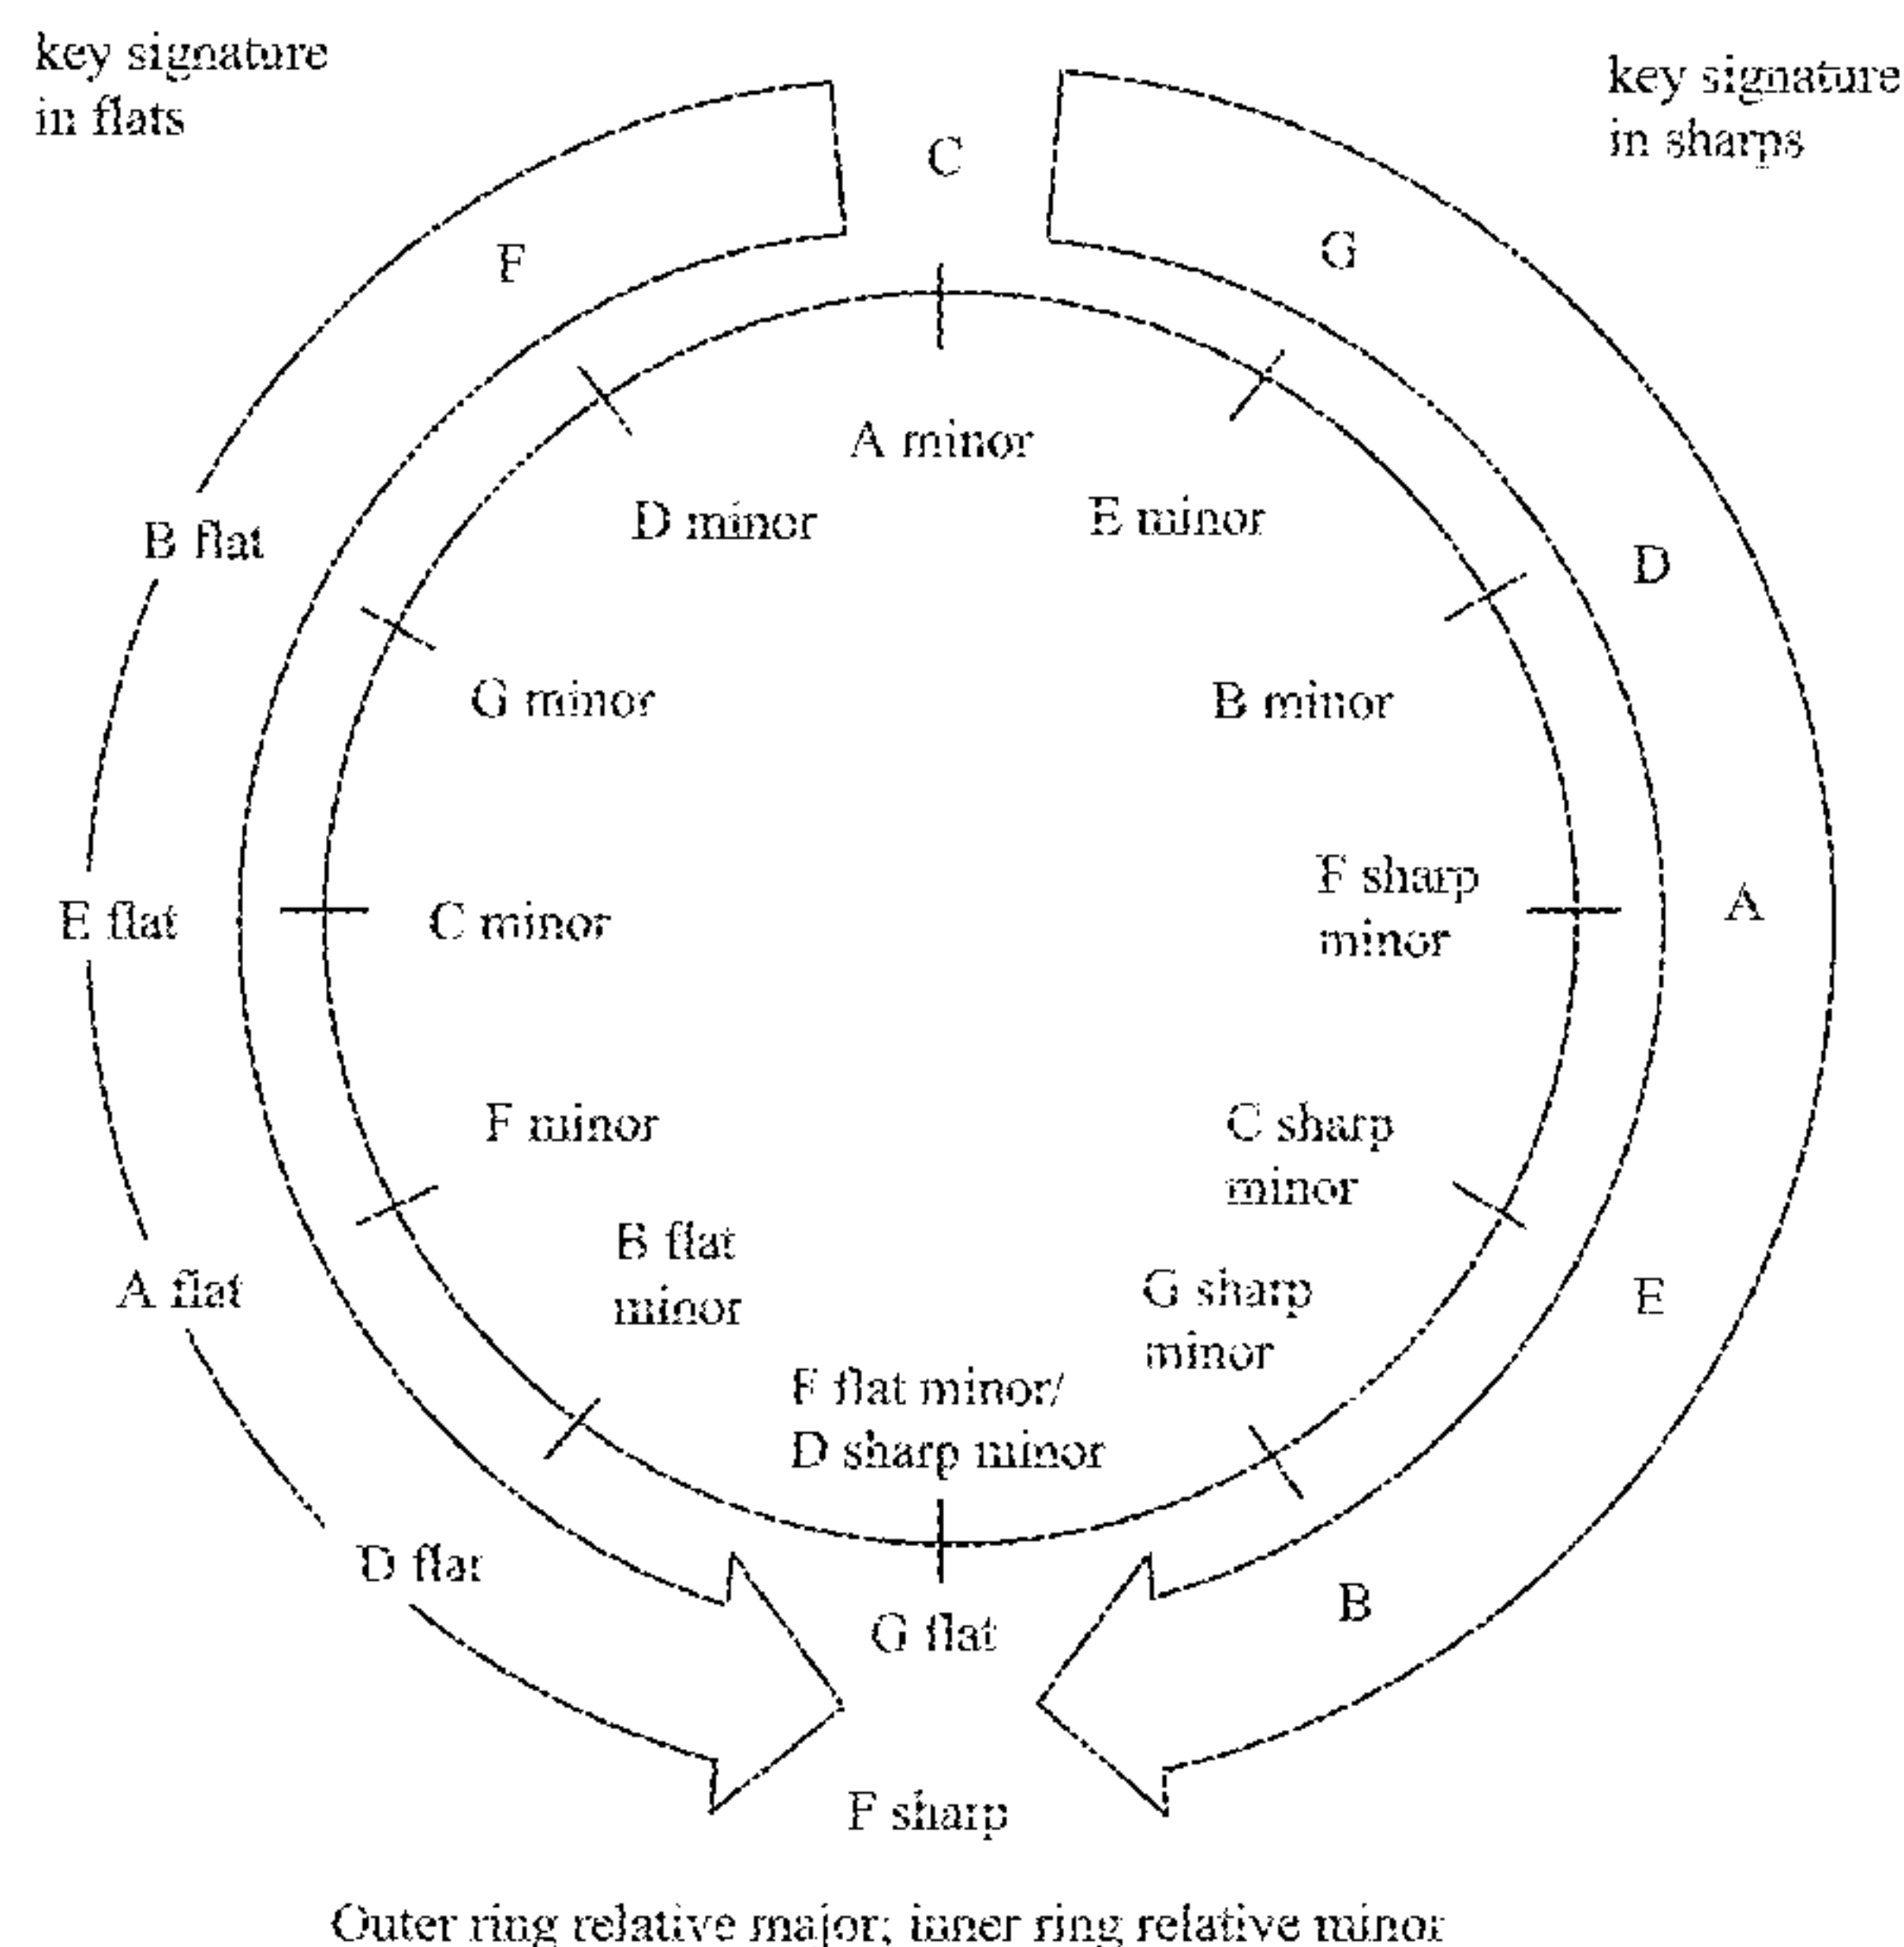 key signature
in flats
key signature
in sharps
C
F
G
A minor
D minor
E minor
B flat
D
G minor
B minor
F sharp
minor
A
E flat
C minor
F minor
C sharp
minor
B flat
minor
A flat
G sharp
minor
E
F flat minor/
D sharp minor
D flat
B
G flat
F sharp
Outer ring relative major; inner ring relative minor